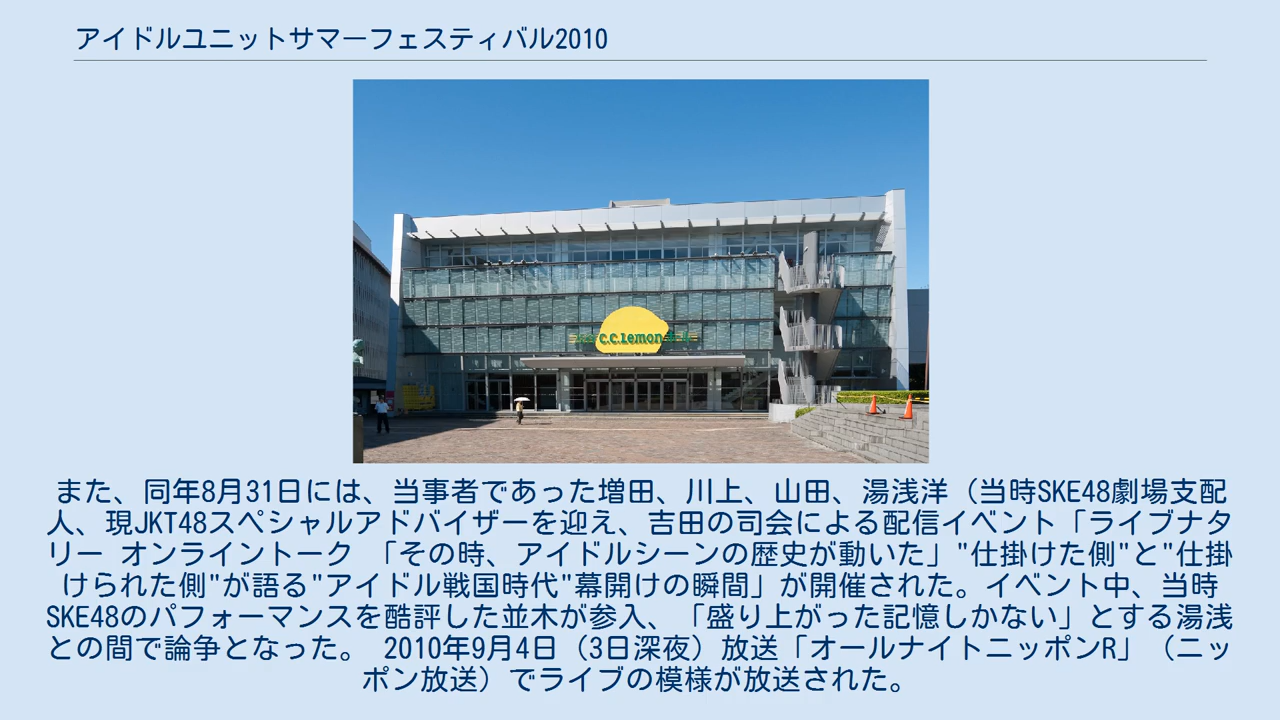 アイドルユニットサマーフェスティバル2010
c.c.lemon
また、同年8月31日には、当事者であった増田、川上、山田、湯浅洋（当時SKE48劇場支配
人、現JKT48スペシャルアドバイザーを迎え、吉田の司会による配信イベント「ライブナタ
リー オンライントーク 「その時、アイドルシーンの歴史が動いた」"仕掛けた側"と"仕掛
けられた側"が語る"アイドル戦国時代"幕開けの瞬間」が開催された。イベント中、当時
SKE48のパフォーマンスを酷評した並木が参入、「盛り上がった記憶しかない」とする湯浅
との間で論争となった。 2010年9月4日（3日深夜）放送「オールナイトニッポンR」（ニッ
ポン放送）でライブの模様が放送された。